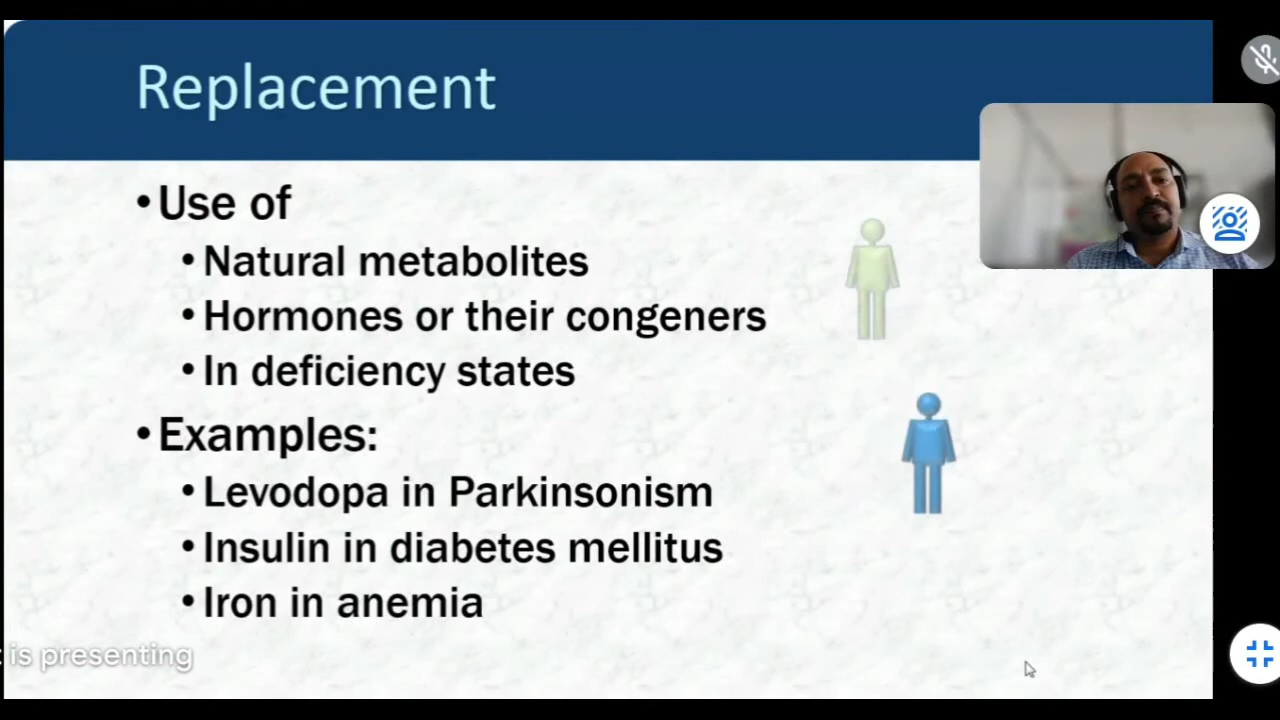 Replacement
•Use of
•Natural metabolites
•Hormones or their congeners
•In deficiency states
•Examples:
•Levodopa in Parkinsonism
•Insulin in diabetes mellitus
•Iron in anemia
is presenting